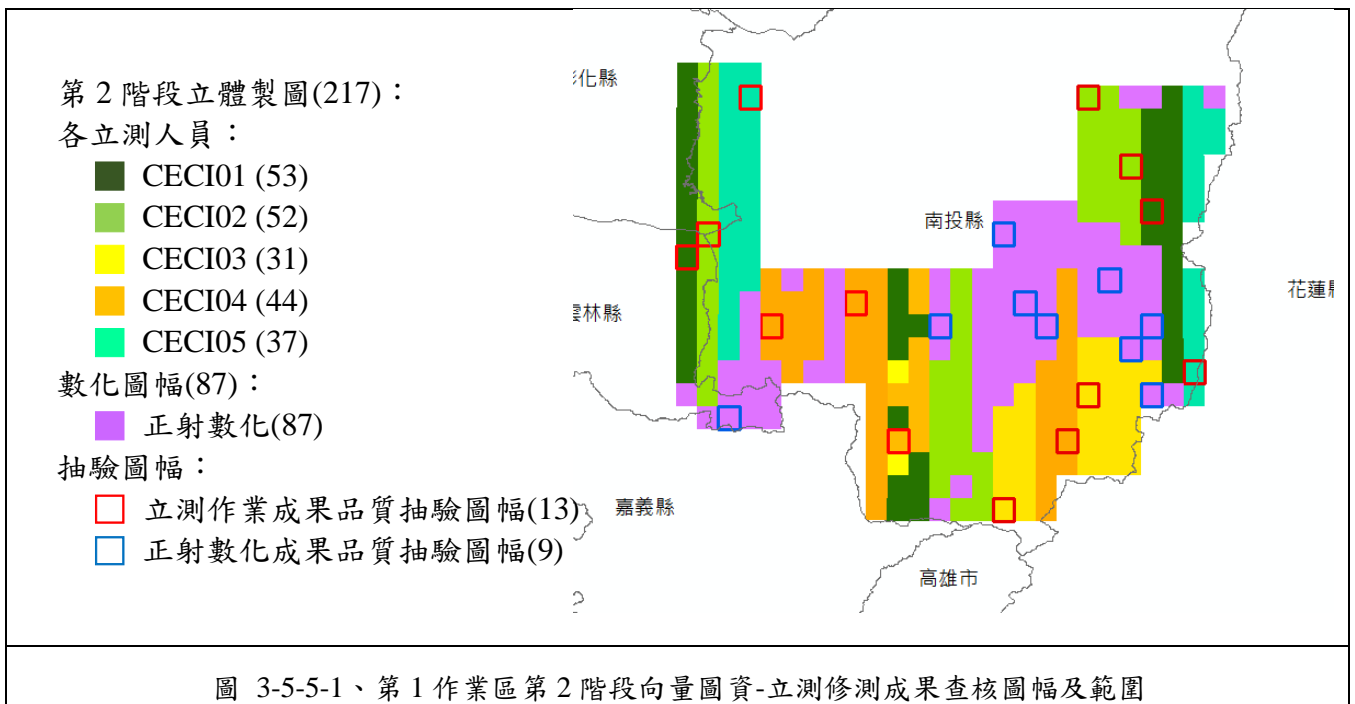 第 2 階段立體製圖(217)：
各立測人員：
CECI01 (53)
CECI02 (52)
CECI03 (31)
CECI04 (44)
CECI05 (37)
數化圖幅(87)：
正射數化(87)
抽驗圖幅：
立測作業成果品質抽驗圖幅(13)
正射數化成果品質抽驗圖幅(9)
彰化縣
南投縣
花蓮縣
雲林縣
嘉義縣
高雄市
圖 3-5-5-1、第 1 作業區第 2 階段向量圖資-立測修測成果查核圖幅及範圍